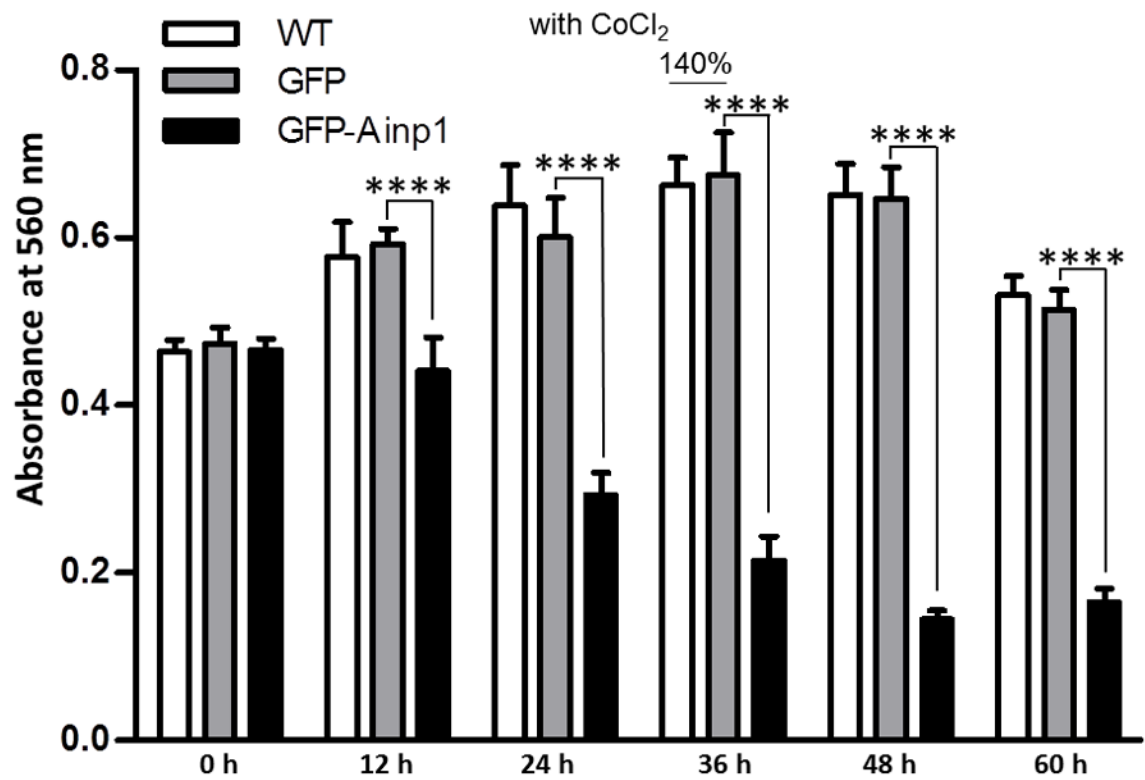 with CoCl₂
WT
GFP
GFP-Ainp1
Absorbance at 560 nm
0.8
0.6
0.4
0.2
0.0
140%
****
****
****
****
****
0 h
12 h
24 h
36 h
48 h
60 h